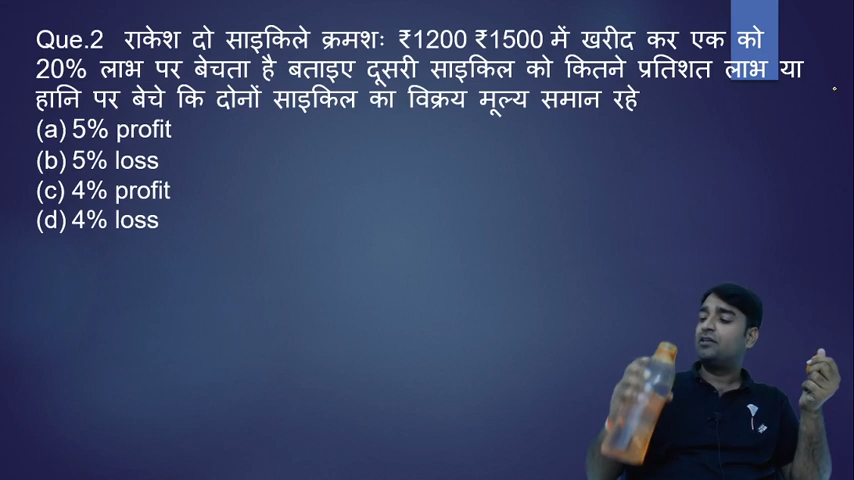 Que.2 राकेश दो साइकिले क्रमशः ₹1200 ₹1500 में खरीद कर एक को
20% लाभ पर बेचता है बताइए दूसरी साइकिल को कितने प्रतिशत लाभ या
हानि पर बेचे कि दोनों साइकिल का विक्रय मूल्य समान रहे
(a) 5% profit
(b) 5% loss
(c) 4% profit
(d) 4% loss